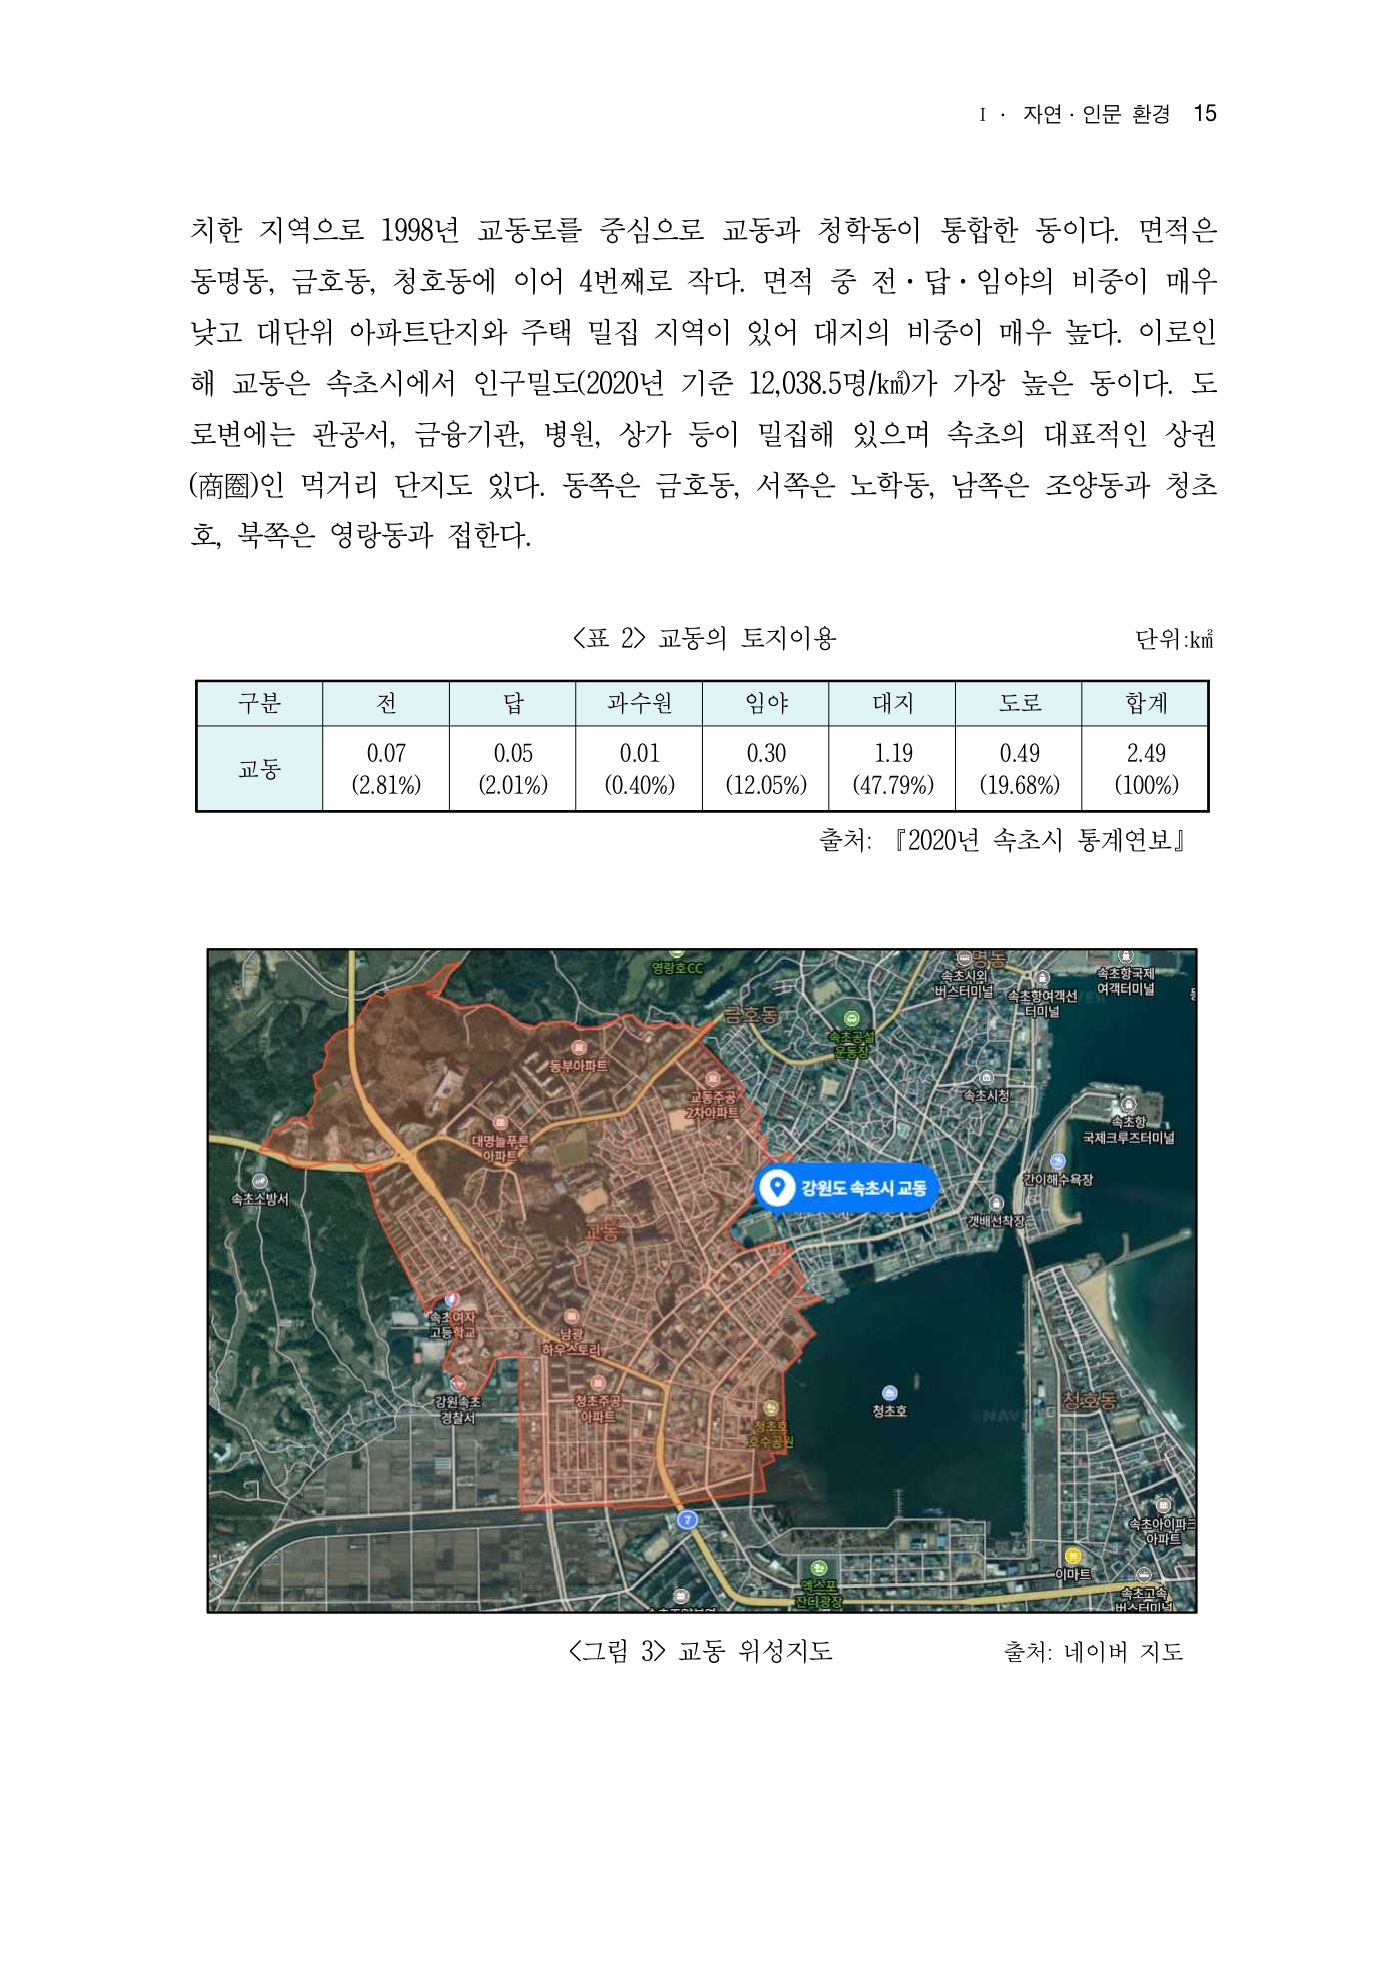 Ⅰ · 자연·인문 환경 15
치한 지역으로 1998년 교동로를 중심으로 교동과 청학동이 통합한 동이다. 면적은
동명동, 금호동, 청호동에 이어 4번째로 작다. 면적 중 전·답·임야의 비중이 매우
낮고 대단위 아파트단지와 주택 밀집 지역이 있어 대지의 비중이 매우 높다. 이로인
해 교동은 속초시에서 인구밀도(2020년 기준 12,038.5명/㎢)가 가장 높은 동이다. 도
로변에는 관공서, 금융기관, 병원, 상가 등이 밀집해 있으며 속초의 대표적인 상권
(商圈)인 먹거리 단지도 있다. 동쪽은 금호동, 서쪽은 노학동, 남쪽은 조양동과 청초
호, 북쪽은 영랑동과 접한다.
<표 2> 교동의 토지이용 단위:㎢
구분 전 답 과수원 임야 대지 도로 합계
교동 0.07 0.05 0.01 0.30 1.19 0.49 2.49
(2.81%) (2.01%) (0.40%) (12.05%) (47.79%) (19.68%) (100%)
출처: 『2020년 속초시 통계연보』
영랑호CC
명동
속초시외
버스터미널
속초항여객선
터미널
속초항국제
여객터미널
금호동
속초공설
운동장
동부아파트
교동주공
2차아파트
속초시청
속초항
국제크루즈터미널
대명늘푸른
아파트
속초소방서
강원도 속초시 교동
간이해수욕장
갯배선착장
교동
속초여자
고등학교
남광
하우스토리
강원속초
경찰서
청초주공
아파트
청초호
호수공원
청초호
청호동
7
속초아이파크
아파트
이마트
엑스포
잔디광장
속초고속
버스터미널
<그림 3> 교동 위성지도 출처: 네이버 지도